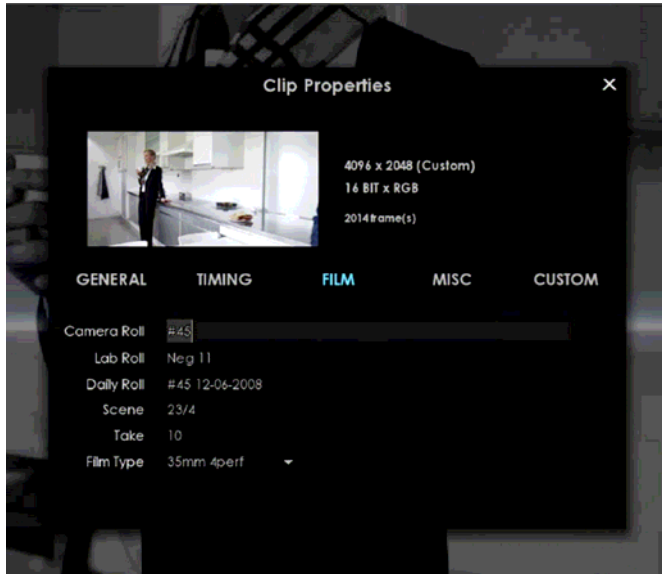 Clip Properties ×
4096 x 2048 (Custom)
16 BIT x RGB
2014 frame(s)
GENERAL TIMING FILM MISC CUSTOM
Camera Roll #45
Lab Roll Neg 11
Daily Roll #45 12-06-2008
Scene 23/4
Take 10
Film Type 35mm 4perf